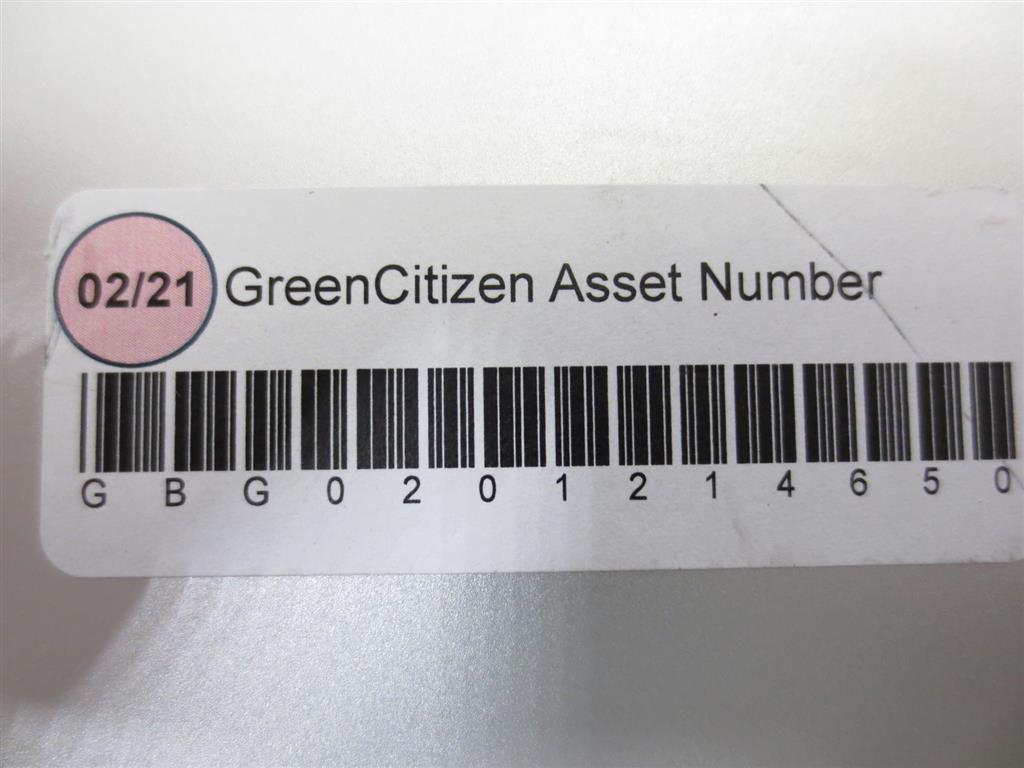 02/21 GreenCitizen Asset Number
G B G 0 2 0 1 2 1 4 6 5 0